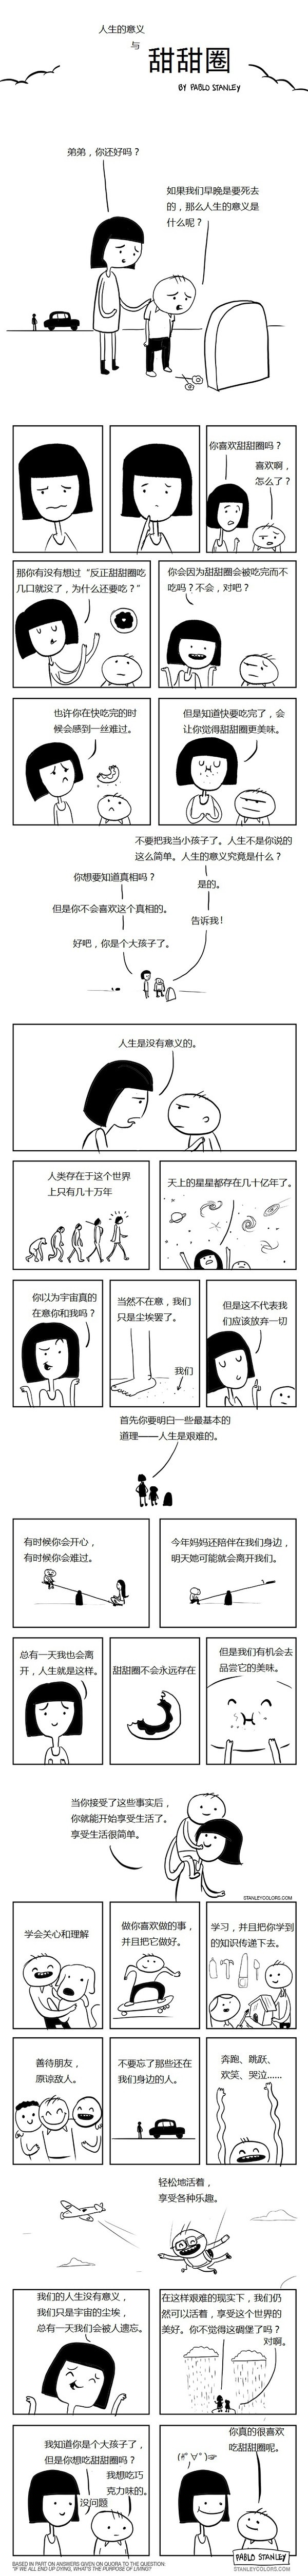 人生的意义
与
甜甜圈
BY PABLO STANLEY
弟弟，你还好吗？
如果我们早晚是要死去
的，那么人生的意义是
什么呢？
你喜欢甜甜圈吗？
喜欢啊，
怎么了？
那你有没有想过“反正甜甜圈吃
几口就没了，为什么还要吃？”
你会因为甜甜圈会被吃完而不
吃吗？不会，对吧？
也许你在快吃完的时
候会感到一丝难过。
但是知道快要吃完了，会
让你觉得甜甜圈更美味。
不要把我当小孩子了。人生不是你说的
这么简单。人生的意义究竟是什么？
你想要知道真相吗？
是的。
但是你不会喜欢这个真相的。
告诉我！
好吧，你是个大孩子了。
人生是没有意义的。
人类存在于这个世界
上只有几十万年
天上的星星都存在几十亿年了。
你以为宇宙真的
在意你和我吗？
当然不在意，我们
只是尘埃罢了。
我们
但是这不代表我
们应该放弃一切
首先你要明白一些最基本的
道理——人生是艰难的。
有时候你会开心，
有时候你会难过。
今年妈妈还陪伴在我们身边，
明天她可能就会离开我们。
总有一天我也会离
开，人生就是这样。
甜甜圈不会永远存在
但是我们有机会去
品尝它的美味。
当你接受了这些事实后，
你就能开始享受生活了。
享受生活很简单。
STANLEYCOLORS.COM
学会关心和理解
做你喜欢做的事，
并且把它做好。
学习，并且把你学到
的知识传递下去。
善待朋友，
原谅敌人。
不要忘了那些还在
我们身边的人。
奔跑、跳跃、
欢笑、哭泣……
轻松地活着，
享受各种乐趣。
我们的人生没有意义，
我们只是宇宙的尘埃，
总有一天我们会被人遗忘。
在这样艰难的现实下，我们仍
然可以活着，享受这个世界的
美好。你不觉得这碉堡了吗？
对啊。
我知道你是个大孩子了，
但是你想吃甜甜圈吗？
我想吃巧
克力味的。
没问题
你真的很喜欢
吃甜甜圈呢。
PABLO STANLEY
BASED IN PART ON ANSWERS GIVEN ON QUORA TO THE QUESTION
"IF WE ALL END UP DYING, WHAT'S THE PURPOSE OF LIVING?"
STANLEYCOLORS.COM